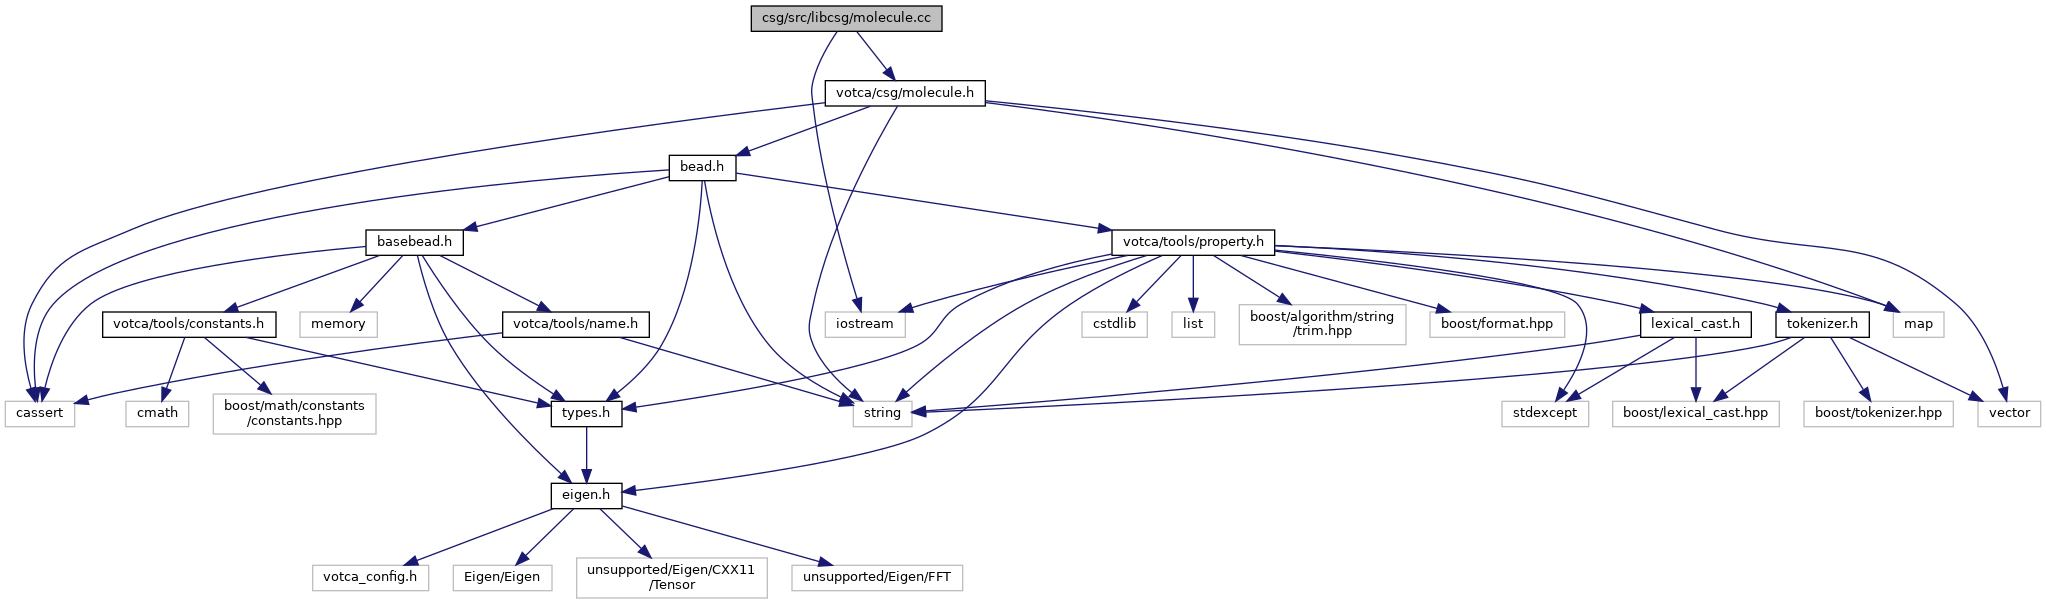 csg/src/libcsg/molecule.cc
votca/csg/molecule.h
bead.h
basebead.h
votca/tools/property.h
votca/tools/constants.h
memory
votca/tools/name.h
iostream
cstdlib
list
boost/algorithm/string
/trim.hpp
boost/format.hpp
lexical_cast.h
tokenizer.h
map
cassert
cmath
boost/math/constants
/constants.hpp
types.h
string
stdexcept
boost/lexical_cast.hpp
boost/tokenizer.hpp
vector
eigen.h
votca_config.h
Eigen/Eigen
unsupported/Eigen/CXX11
/Tensor
unsupported/Eigen/FFT